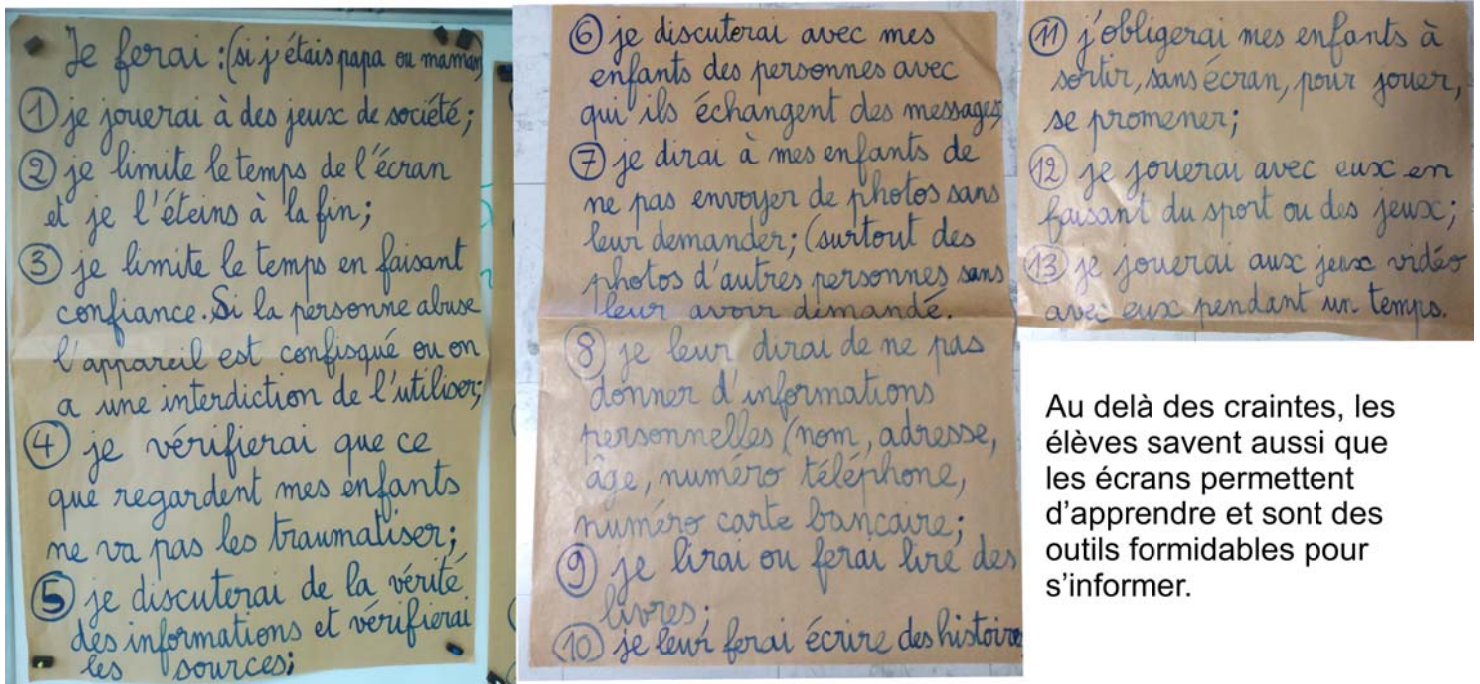 Je ferai : (si j'étais papa ou maman)
① je jouerai à des jeux de société;
② je limite le temps de l'écran
et je l'éteins à la fin;
③ je limite le temps en faisant
confiance. Si la personne abuse
l'appareil est confisqué ou on
a une interdiction de l'utiliser;
④ je vérifierai que ce
que regardent mes enfants
ne va pas les traumatiser;
⑤ je discuterai de la vérité
des informations et vérifierai
les sources;
⑥ je discuterai avec mes
enfants des personnes avec
qui ils échangent des messages;
⑦ je dirai à mes enfants de
ne pas envoyer de photos sans
leur demander; (surtout des
photos d'autres personnes sans
leur avoir demandé.
⑧ je leur dirai de ne pas
donner d'informations
personnelles (nom, adresse,
âge, numéro téléphone,
numéro carte bancaire;
⑨ je lirai ou ferai lire des
livres;
⑩ je leur ferai écrire des histoires
⑪ j'obligerai mes enfants à
sortir, sans écran, pour jouer,
se promener;
⑫ je jouerai avec eux en
faisant du sport ou des jeux;
⑬ je jouerai aux jeux vidéo
avec eux pendant un temps.
Au delà des craintes, les
élèves savent aussi que
les écrans permettent
d'apprendre et sont des
outils formidables pour
s'informer.